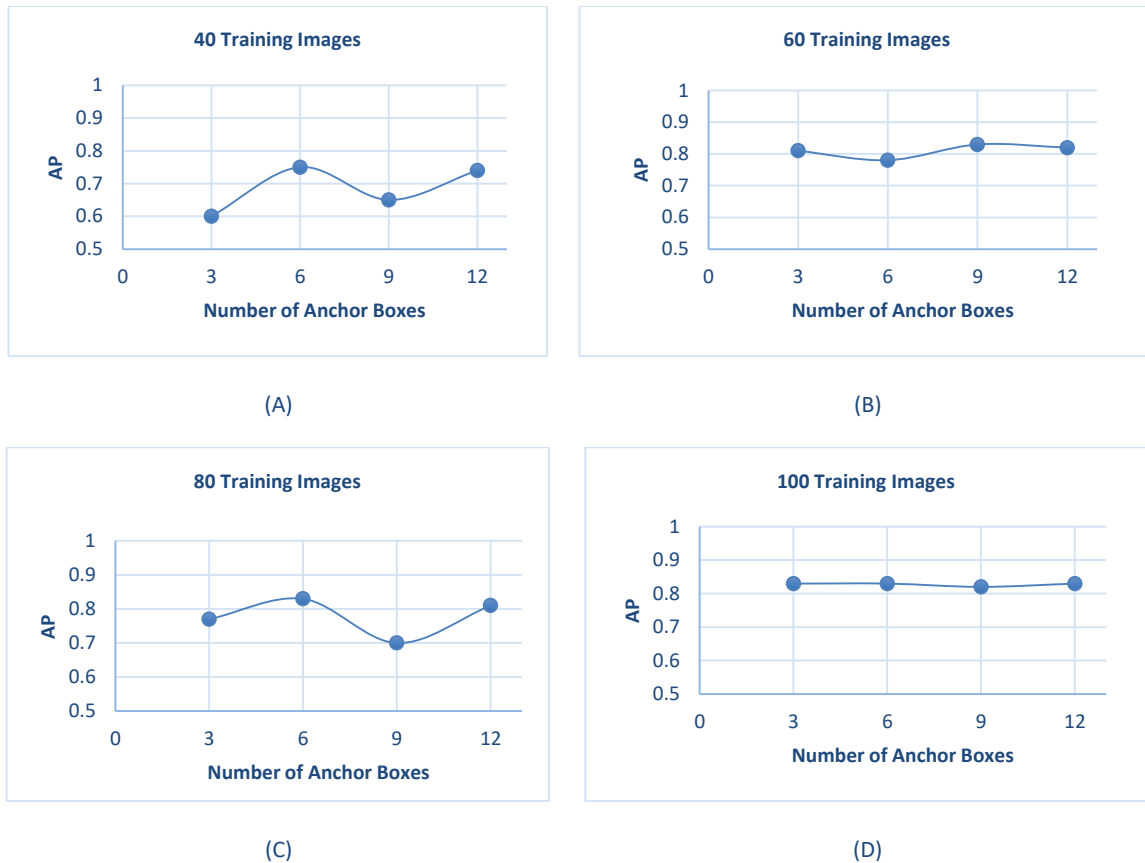 40 Training Images
1
0.9
0.8
0.7
0.6
0.5
AP
0 3 6 9 12
Number of Anchor Boxes
(A)
60 Training Images
1
0.9
0.8
0.7
0.6
0.5
AP
0 3 6 9 12
Number of Anchor Boxes
(B)
80 Training Images
1
0.9
0.8
0.7
0.6
0.5
AP
0 3 6 9 12
Number of Anchor Boxes
(C)
100 Training Images
1
0.9
0.8
0.7
0.6
0.5
AP
0 3 6 9 12
Number of Anchor Boxes
(D)